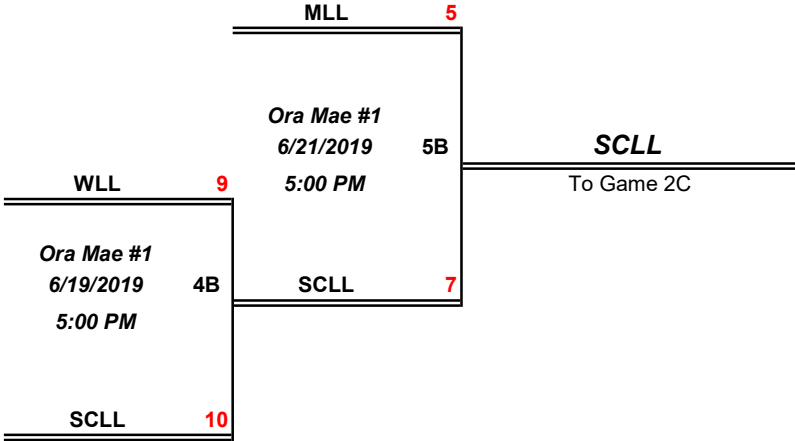 MLL 5
Ora Mae #1
6/21/2019 5B
5:00 PM
SCLL
To Game 2C
WLL 9
Ora Mae #1
6/19/2019 4B
5:00 PM
SCLL 7
SCLL 10